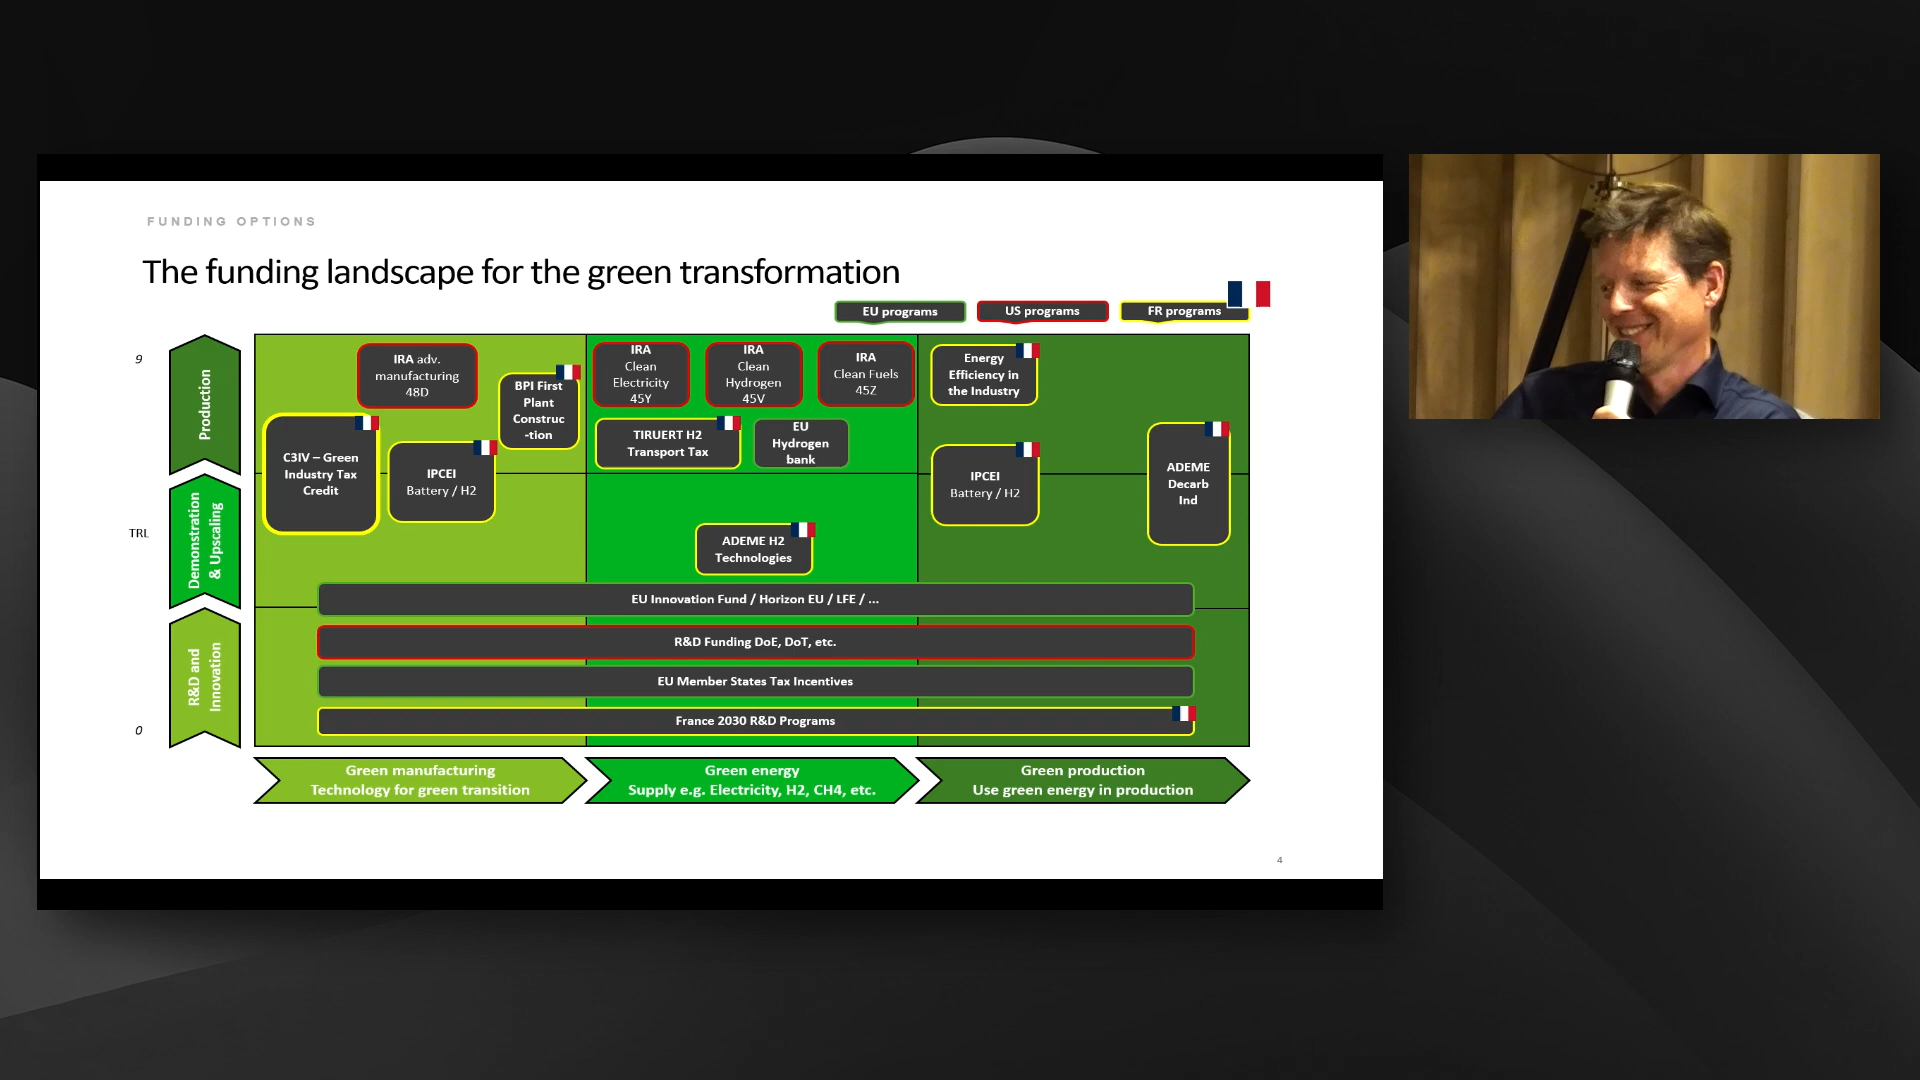 FUNDING OPTIONS
The funding landscape for the green transformation
EU programs
US programs
FR programs
9
TRL
0
Production
Demonstration
& Upscaling
R&D and
Innovation
IRA adv.
manufacturing
48D
BPI First
Plant
Construc
-tion
C3IV – Green
Industry Tax
Credit
IPCEI
Battery / H2
IRA
Clean
Electricity
45Y
IRA
Clean
Hydrogen
45V
IRA
Clean Fuels
45Z
TIRUERT H2
Transport Tax
EU
Hydrogen
bank
ADEME H2
Technologies
Energy
Efficiency in
the Industry
IPCEI
Battery / H2
ADEME
Decarb
Ind
EU Innovation Fund / Horizon EU / LFE / ...
R&D Funding DoE, DoT, etc.
EU Member States Tax Incentives
France 2030 R&D Programs
Green manufacturing
Technology for green transition
Green energy
Supply e.g. Electricity, H2, CH4, etc.
Green production
Use green energy in production
4